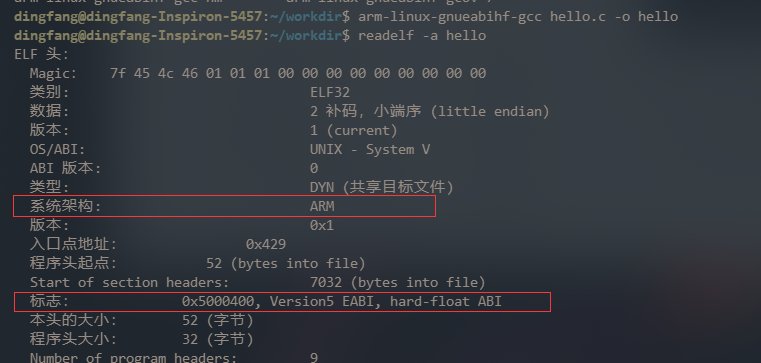 dingfang@dingfang-Inspiron-5457:~/workdir$ arm-linux-gnueabihf-gcc hello.c -o hello
dingfang@dingfang-Inspiron-5457:~/workdir$ readelf -a hello
ELF 头:
Magic: 7f 45 4c 46 01 01 01 00 00 00 00 00 00 00 00 00
类别: ELF32
数据: 2 补码, 小端序 (little endian)
版本: 1 (current)
OS/ABI: UNIX - System V
ABI 版本: 0
类型: DYN (共享目标文件)
系统架构: ARM
版本: 0x1
入口点地址: 0x429
程序头起点: 52 (bytes into file)
Start of section headers: 7032 (bytes into file)
标志: 0x5000400, Version5 EABI, hard-float ABI
本头的大小: 52 (字节)
程序头大小: 32 (字节)
Number of program headers: 9